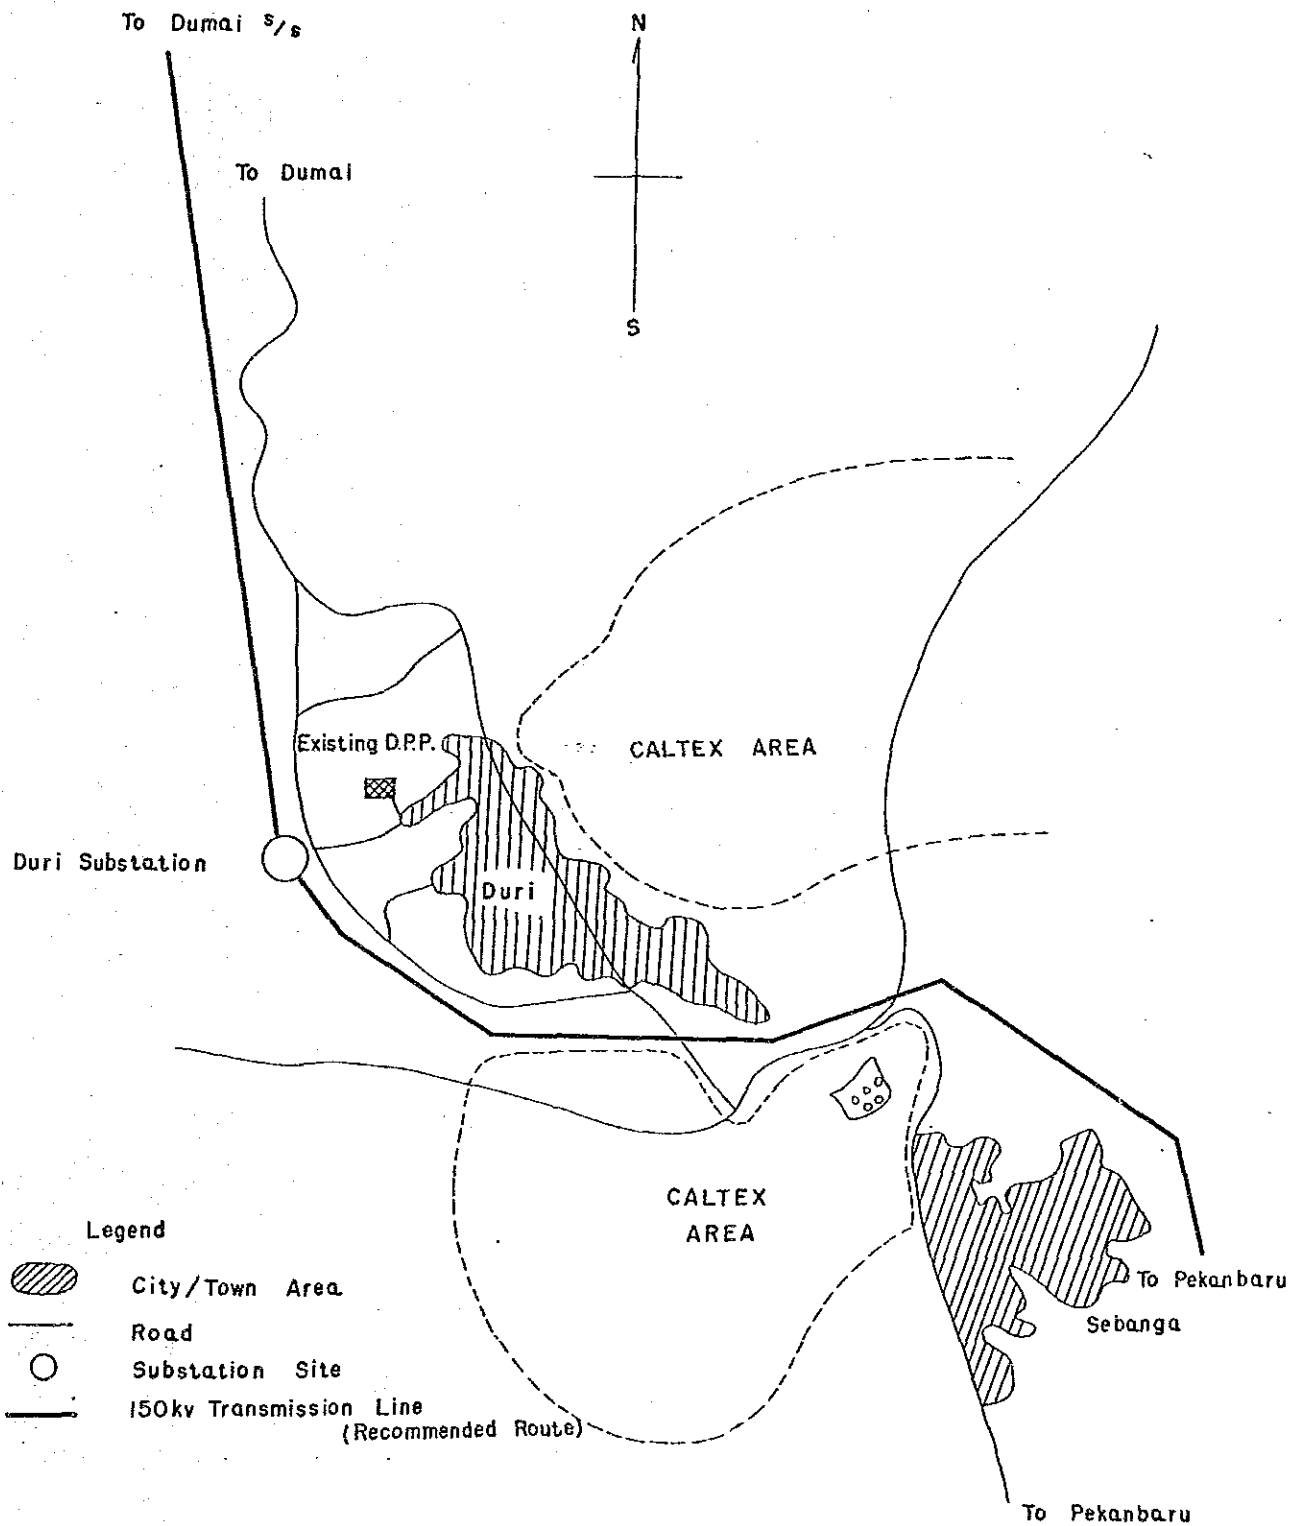 To Dumai s/s
N
To Dumai
S
Existing D.P.P.
CALTEX AREA
Duri Substation
Duri
CALTEX
AREA
Legend
City/Town Area
To Pekanbaru
Sebanga
Road
Substation Site
150kv Transmission Line
(Recommended Route)
To Pekanbaru